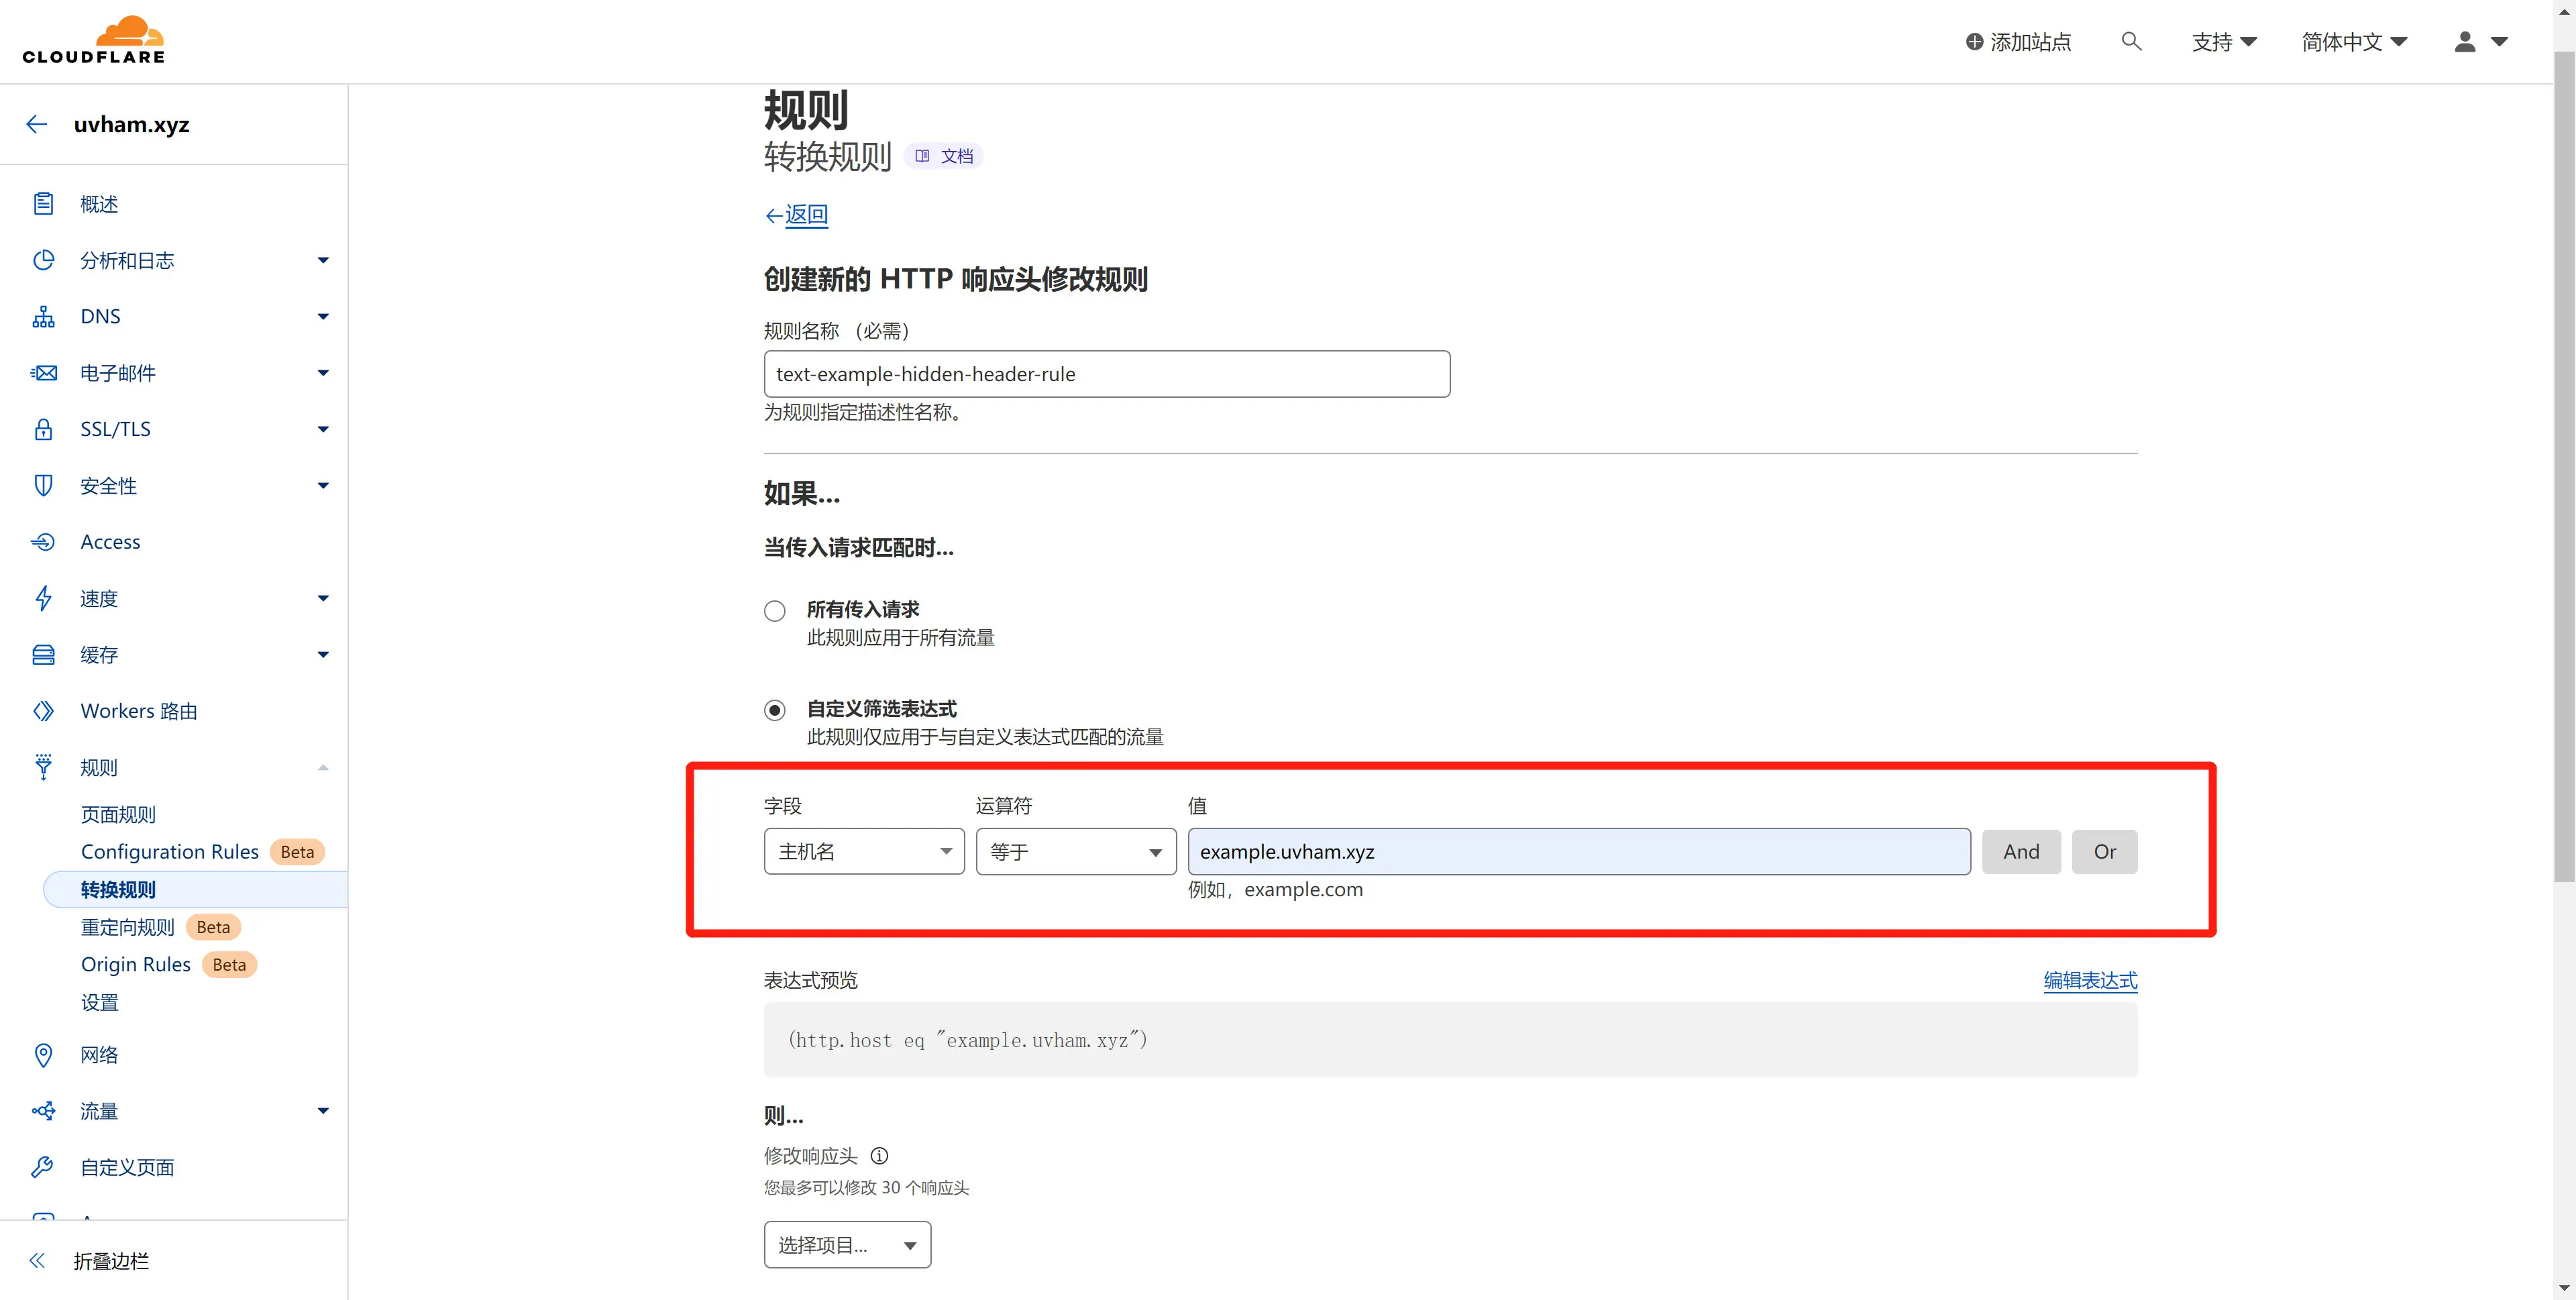 CLOUDFLARE
添加站点
支持
简体中文
uvham.xyz
概述
分析和日志
DNS
电子邮件
SSL/TLS
安全性
Access
速度
缓存
Workers 路由
规则
页面规则
Configuration Rules Beta
转换规则
重定向规则 Beta
Origin Rules Beta
设置
网络
流量
自定义页面
折叠边栏
规则
转换规则 文档
返回
创建新的 HTTP 响应头修改规则
规则名称 （必需）
text-example-hidden-header-rule
为规则指定描述性名称。
如果...
当传入请求匹配时...
所有传入请求
此规则应用于所有流量
自定义筛选表达式
此规则仅应用于与自定义表达式匹配的流量
字段 运算符 值
主机名 等于 example.uvham.xyz And Or
例如，example.com
表达式预览 编辑表达式
(http.host eq "example.uvham.xyz")
则...
修改响应头
您最多可以修改 30 个响应头
选择项目...